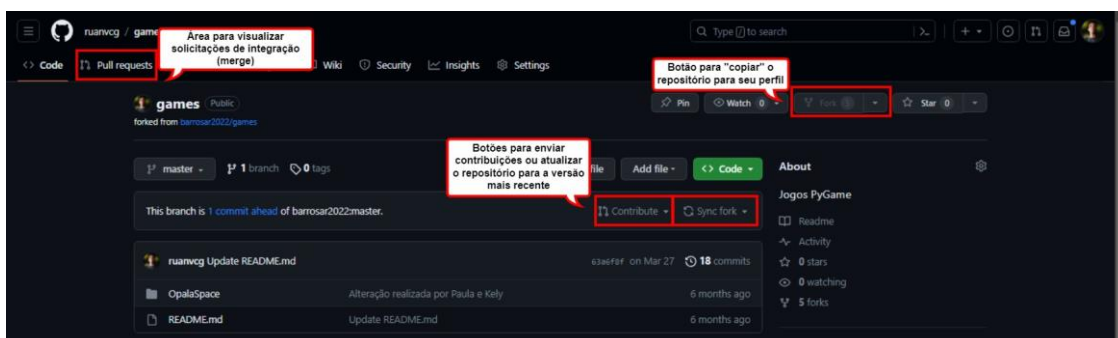 ruanvcg / game
Type / to search
Área para visualizar
solicitações de integração
(merge)
Code Pull requests Wiki Security Insights Settings
Botão para "copiar" o
repositório para seu perfil
games Public
Pin Watch 0 Fork Star 0
forked from barrosar2022/games
Botões para enviar
contribuições ou atualizar
o repositório para a versão
mais recente
master 1 branch 0 tags file Add file Code
About
Jogos PyGame
This branch is 1 commit ahead of barrosar2022:master.
Contribute Sync fork
Readme
Activity
ruanvcg Update README.md on Mar 27 18 commits
0 stars
0 watching
OpalaSpace Alteração realizada por Paula e Kely 6 months ago
5 forks
README.md Update README.md 6 months ago